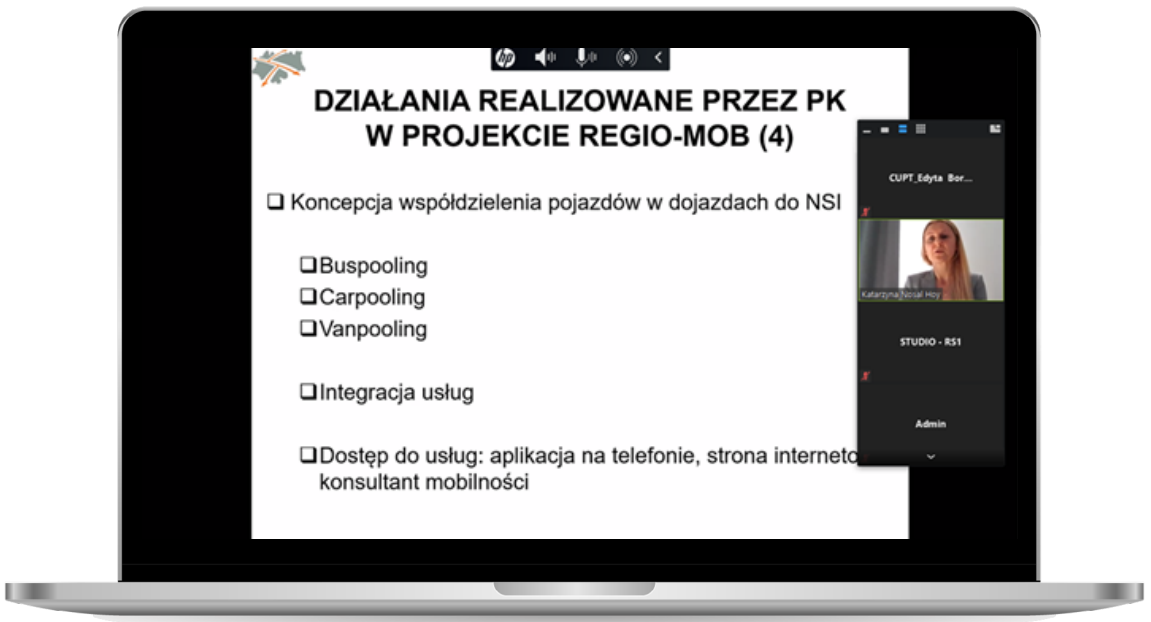 hp
DZIAŁANIA REALIZOWANE PRZEZ PK
W PROJEKCIE REGIO-MOB (4)
Koncepcja współdzielenia pojazdów w dojazdach do NSI
Buspooling
Carpooling
Vanpooling
Integracja usług
Dostęp do usług: aplikacja na telefonie, strona interneto
konsultant mobilności
CUPT_Edyta Bor...
Katarzyna Nosal Hoy
STUDIO - RS1
Admin